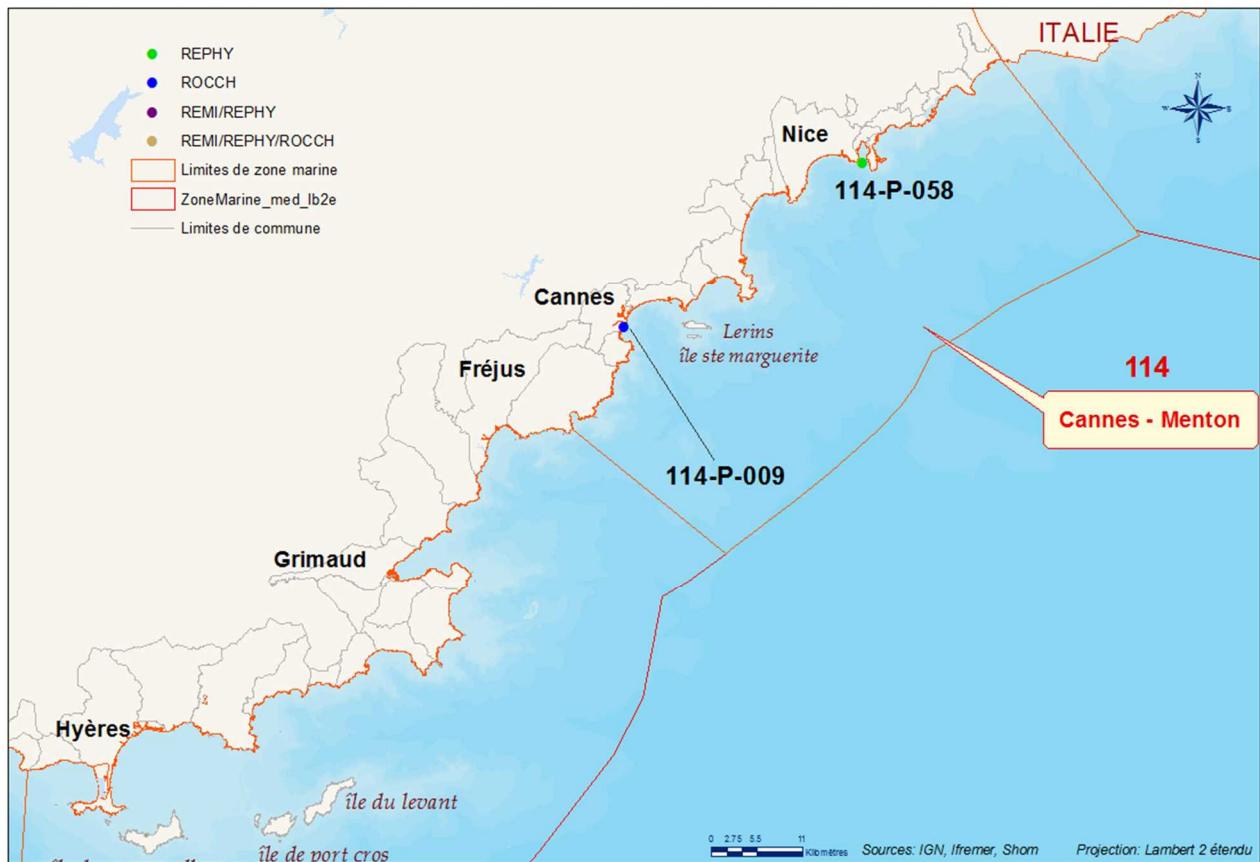 ITALIE
REPHY
ROCCH
REMI/REPHY
REMI/REPHY/ROCCH
Limites de zone marine
ZoneMarine_med_lb2e
Limites de commune
N
W
E
S
Nice
114-P-058
Cannes
Lerins
île ste marguerite
Fréjus
114
Cannes - Menton
114-P-009
Grimaud
Hyères
île du levant
île de port cros
0 2.75 5.5 11
Kilomètres
Sources: IGN, Ifremer, Shom
Projection: Lambert 2 étendu